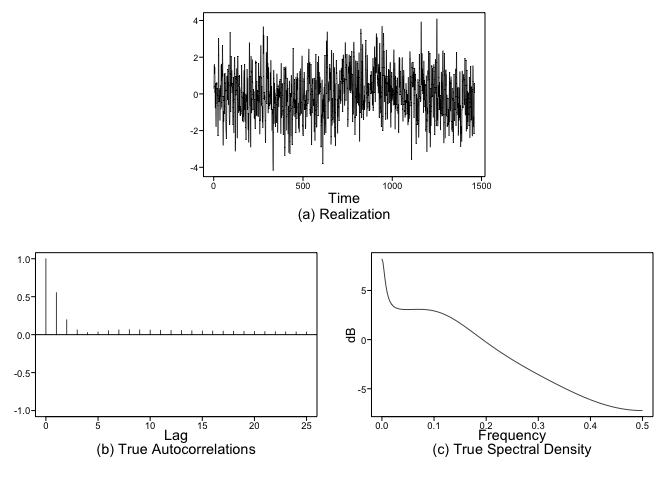 4
2
0
-2
-4
0 500 1000 1500
Time
(a) Realization
1.0
0.5
0.0
-0.5
-1.0
0 5 10 15 20 25
Lag
(b) True Autocorrelations
dB
5
0
-5
0.0 0.1 0.2 0.3 0.4 0.5
Frequency
(c) True Spectral Density